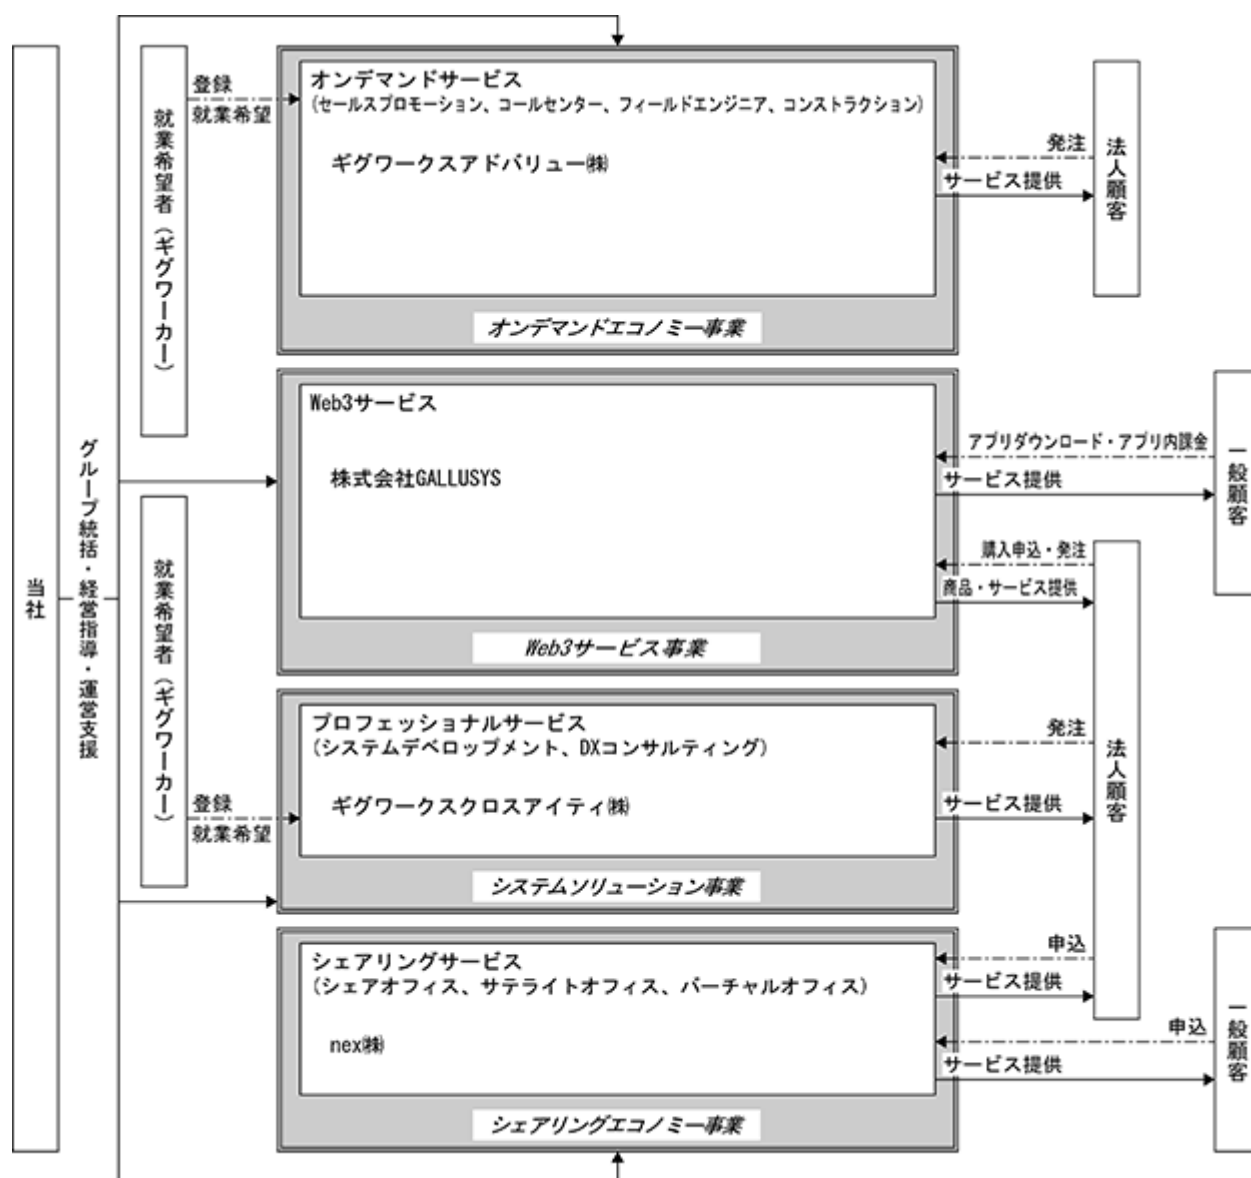 当社
グループ統括・経営指導・運営支援
就業希望者（ギグワーカー）
登録
就業希望
オンデマンドサービス
(セールスプロモーション、コールセンター、フィールドエンジニア、コンストラクション)
ギグワークスアドバリュー㈱
オンデマンドエコノミー事業
発注
サービス提供
法人顧客
Web3サービス
株式会社GALLUSYS
Web3サービス事業
アプリダウンロード・アプリ内課金
サービス提供
一般顧客
購入申込・発注
商品・サービス提供
就業希望者（ギグワーカー）
登録
就業希望
プロフェッショナルサービス
(システムデベロップメント、DXコンサルティング)
ギグワークスクロスアイティ㈱
システムソリューション事業
発注
サービス提供
法人顧客
シェアリングサービス
(シェアオフィス、サテライトオフィス、バーチャルオフィス)
nex㈱
シェアリングエコノミー事業
申込
サービス提供
申込
サービス提供
一般顧客